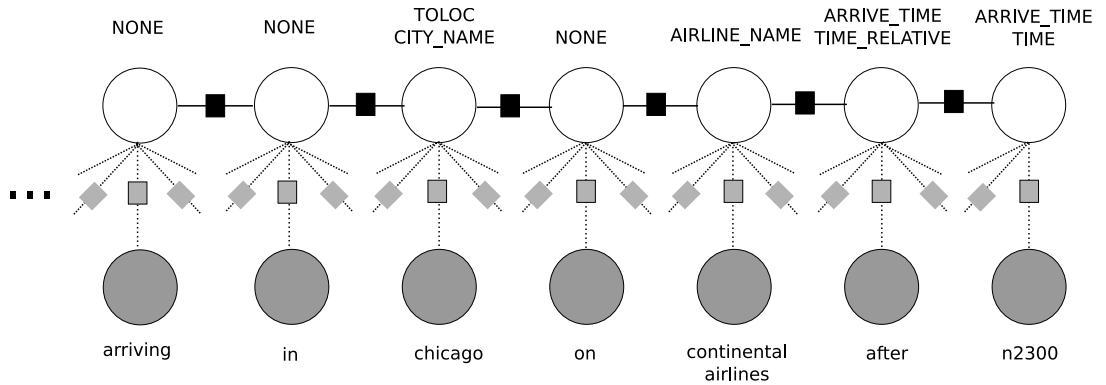 NONE
NONE
TOLOC
CITY_NAME
NONE
AIRLINE_NAME
ARRIVE_TIME
TIME_RELATIVE
ARRIVE_TIME
TIME
...
arriving
in
chicago
on
continental
airlines
after
n2300